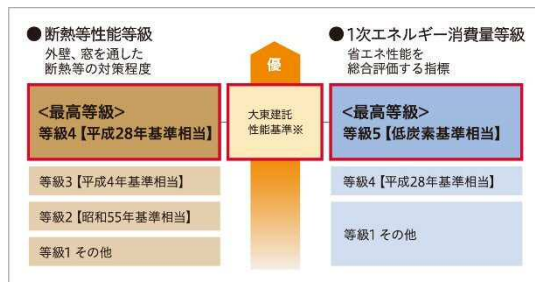 ●断熱等性能等級
外壁、窓を通した
断熱等の対策程度
<最高等級>
等級4【平成28年基準相当】
等級3【平成4年基準相当】
等級2【昭和55年基準相当】
等級1 その他
優
大東建託
性能基準※
●1次エネルギー消費量等級
省エネ性能を
総合評価する指標
<最高等級>
等級5【低炭素基準相当】
等級4【平成28年基準相当】
等級1 その他